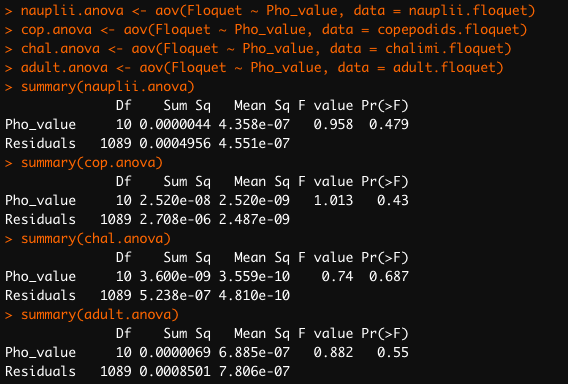 > nauplii.anova <- aov(Floquet ~ Pho_value, data = nauplii.floquet)
> cop.anova <- aov(Floquet ~ Pho_value, data = copepodids.floquet)
> chal.anova <- aov(Floquet ~ Pho_value, data = chalimi.floquet)
> adult.anova <- aov(Floquet ~ Pho_value, data = adult.floquet)
> summary(nauplii.anova)
              Df    Sum Sq   Mean Sq F value Pr(>F)
Pho_value     10 0.0000044 4.358e-07   0.958  0.479
Residuals   1089 0.0004956 4.551e-07
> summary(cop.anova)
              Df    Sum Sq   Mean Sq F value Pr(>F)
Pho_value     10 2.520e-08 2.520e-09   1.013   0.43
Residuals   1089 2.708e-06 2.487e-09
> summary(chal.anova)
              Df    Sum Sq   Mean Sq F value Pr(>F)
Pho_value     10 3.600e-09 3.559e-10    0.74  0.687
Residuals   1089 5.238e-07 4.810e-10
> summary(adult.anova)
              Df    Sum Sq   Mean Sq F value Pr(>F)
Pho_value     10 0.0000069 6.885e-07   0.882   0.55
Residuals   1089 0.0008501 7.806e-07